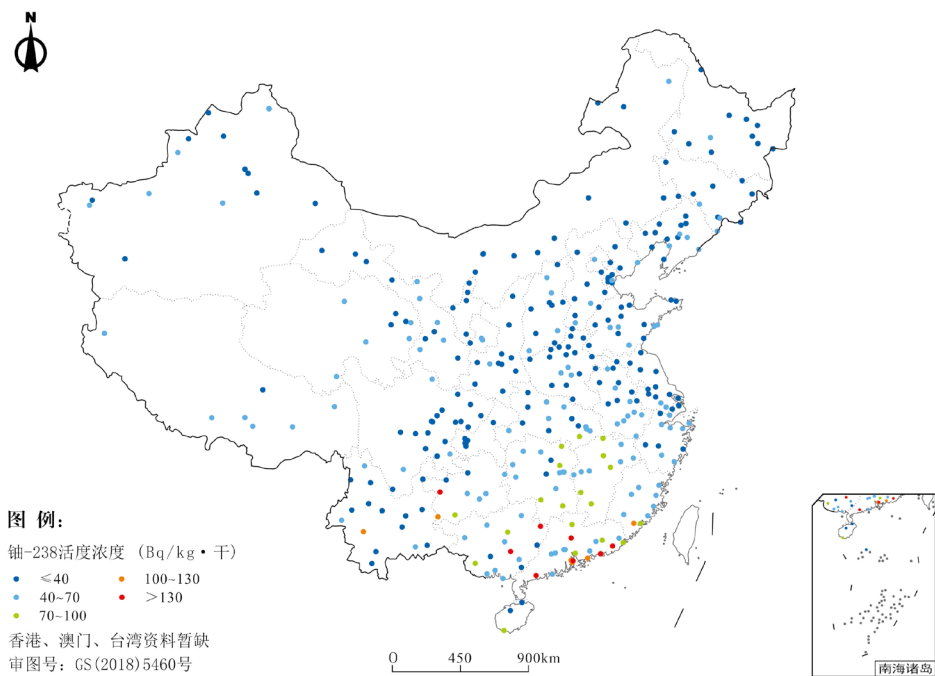 N
图 例:
铀-238活度浓度 (Bq/kg·干)
≤40
100~130
40~70
>130
70~100
香港、澳门、台湾资料暂缺
审图号: GS(2018)5460号
0 450 900km
南海诸岛